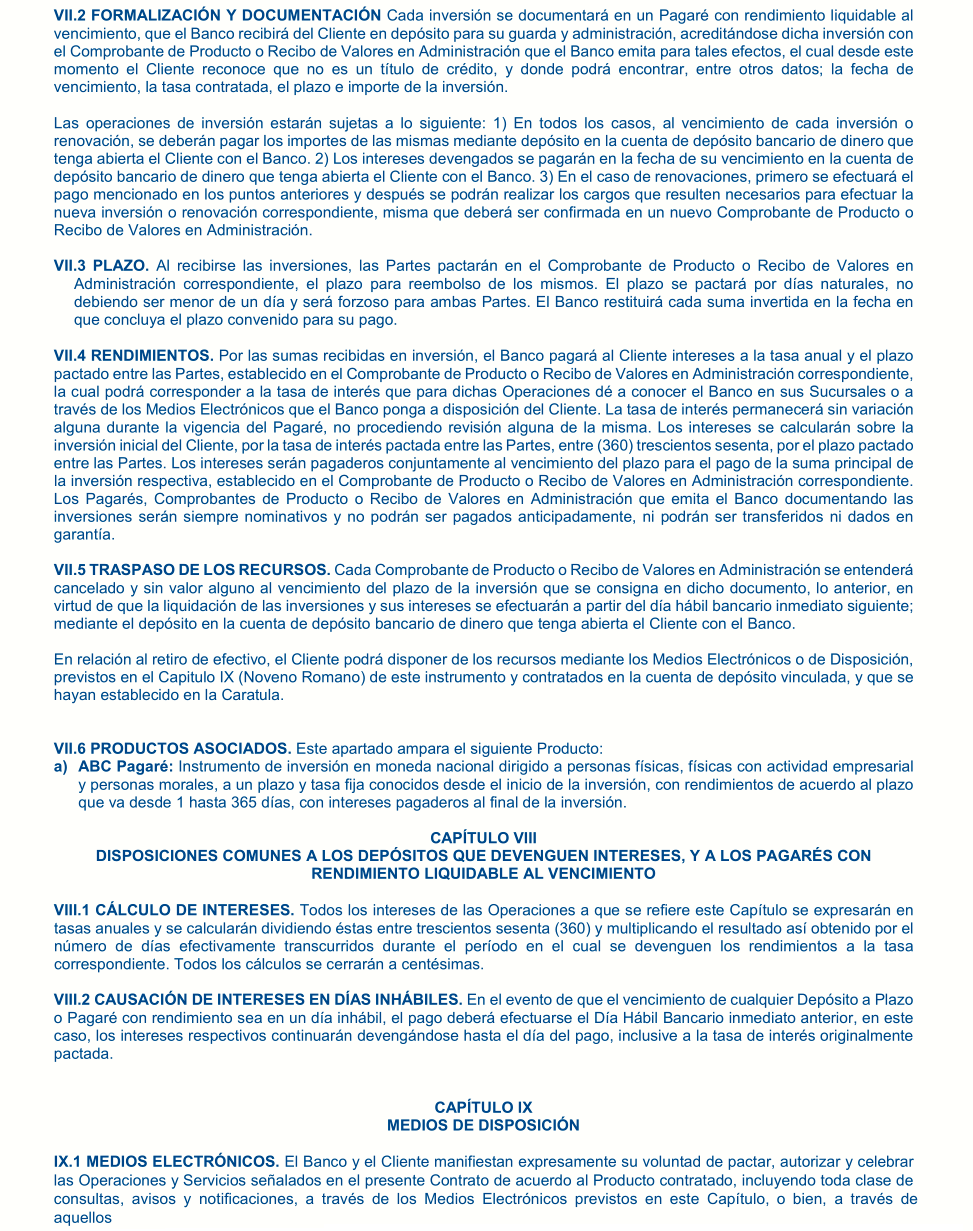 VII.2 FORMALIZACIÓN Y DOCUMENTACIÓN Cada inversión se documentará en un Pagaré con rendimiento liquidable al
vencimiento, que el Banco recibirá del Cliente en depósito para su guarda y administración, acreditándose dicha inversión con
el Comprobante de Producto o Recibo de Valores en Administración que el Banco emita para tales efectos, el cual desde este
momento el Cliente reconoce que no es un título de crédito, y donde podrá encontrar, entre otros datos; la fecha de
vencimiento, la tasa contratada, el plazo e importe de la inversión.
Las operaciones de inversión estarán sujetas a lo siguiente: 1) En todos los casos, al vencimiento de cada inversión o
renovación, se deberán pagar los importes de las mismas mediante depósito en la cuenta de depósito bancario de dinero que
tenga abierta el Cliente con el Banco. 2) Los intereses devengados se pagarán en la fecha de su vencimiento en la cuenta de
depósito bancario de dinero que tenga abierta el Cliente con el Banco. 3) En el caso de renovaciones, primero se efectuará el
pago mencionado en los puntos anteriores y después se podrán realizar los cargos que resulten necesarios para efectuar la
nueva inversión o renovación correspondiente, misma que deberá ser confirmada en un nuevo Comprobante de Producto o
Recibo de Valores en Administración.
VII.3 PLAZO. Al recibirse las inversiones, las Partes pactarán en el Comprobante de Producto o Recibo de Valores en
Administración correspondiente, el plazo para reembolso de los mismos. El plazo se pactará por días naturales, no
debiendo ser menor de un día y será forzoso para ambas Partes. El Banco restituirá cada suma invertida en la fecha en
que concluya el plazo convenido para su pago.
VII.4 RENDIMIENTOS. Por las sumas recibidas en inversión, el Banco pagará al Cliente intereses a la tasa anual y el plazo
pactado entre las Partes, establecido en el Comprobante de Producto o Recibo de Valores en Administración correspondiente,
la cual podrá corresponder a la tasa de interés que para dichas Operaciones dé a conocer el Banco en sus Sucursales o a
través de los Medios Electrónicos que el Banco ponga a disposición del Cliente. La tasa de interés permanecerá sin variación
alguna durante la vigencia del Pagaré, no procediendo revisión alguna de la misma. Los intereses se calcularán sobre la
inversión inicial del Cliente, por la tasa de interés pactada entre las Partes, entre (360) trescientos sesenta, por el plazo pactado
entre las Partes. Los intereses serán pagaderos conjuntamente al vencimiento del plazo para el pago de la suma principal de
la inversión respectiva, establecido en el Comprobante de Producto o Recibo de Valores en Administración correspondiente.
Los Pagarés, Comprobantes de Producto o Recibo de Valores en Administración que emita el Banco documentando las
inversiones serán siempre nominativos y no podrán ser pagados anticipadamente, ni podrán ser transferidos ni dados en
garantía.
VII.5 TRASPASO DE LOS RECURSOS. Cada Comprobante de Producto o Recibo de Valores en Administración se entenderá
cancelado y sin valor alguno al vencimiento del plazo de la inversión que se consigna en dicho documento, lo anterior, en
virtud de que la liquidación de las inversiones y sus intereses se efectuarán a partir del día hábil bancario inmediato siguiente;
mediante el depósito en la cuenta de depósito bancario de dinero que tenga abierta el Cliente con el Banco.
En relación al retiro de efectivo, el Cliente podrá disponer de los recursos mediante los Medios Electrónicos o de Disposición,
previstos en el Capitulo IX (Noveno Romano) de este instrumento y contratados en la cuenta de depósito vinculada, y que se
hayan establecido en la Caratula.
VII.6 PRODUCTOS ASOCIADOS. Este apartado ampara el siguiente Producto:
a) ABC Pagaré: Instrumento de inversión en moneda nacional dirigido a personas físicas, físicas con actividad empresarial
y personas morales, a un plazo y tasa fija conocidos desde el inicio de la inversión, con rendimientos de acuerdo al plazo
que va desde 1 hasta 365 días, con intereses pagaderos al final de la inversión.
CAPÍTULO VIII
DISPOSICIONES COMUNES A LOS DEPÓSITOS QUE DEVENGUEN INTERESES, Y A LOS PAGARÉS CON
RENDIMIENTO LIQUIDABLE AL VENCIMIENTO
VIII.1 CÁLCULO DE INTERESES. Todos los intereses de las Operaciones a que se refiere este Capítulo se expresarán en
tasas anuales y se calcularán dividiendo éstas entre trescientos sesenta (360) y multiplicando el resultado así obtenido por el
número de días efectivamente transcurridos durante el período en el cual se devenguen los rendimientos a la tasa
correspondiente. Todos los cálculos se cerrarán a centésimas.
VIII.2 CAUSACIÓN DE INTERESES EN DÍAS INHÁBILES. En el evento de que el vencimiento de cualquier Depósito a Plazo
o Pagaré con rendimiento sea en un día inhábil, el pago deberá efectuarse el Día Hábil Bancario inmediato anterior, en este
caso, los intereses respectivos continuarán devengándose hasta el día del pago, inclusive a la tasa de interés originalmente
pactada.
CAPÍTULO IX
MEDIOS DE DISPOSICIÓN
IX.1 MEDIOS ELECTRÓNICOS. El Banco y el Cliente manifiestan expresamente su voluntad de pactar, autorizar y celebrar
las Operaciones y Servicios señalados en el presente Contrato de acuerdo al Producto contratado, incluyendo toda clase de
consultas, avisos y notificaciones, a través de los Medios Electrónicos previstos en este Capítulo, o bien, a través de
aquellos